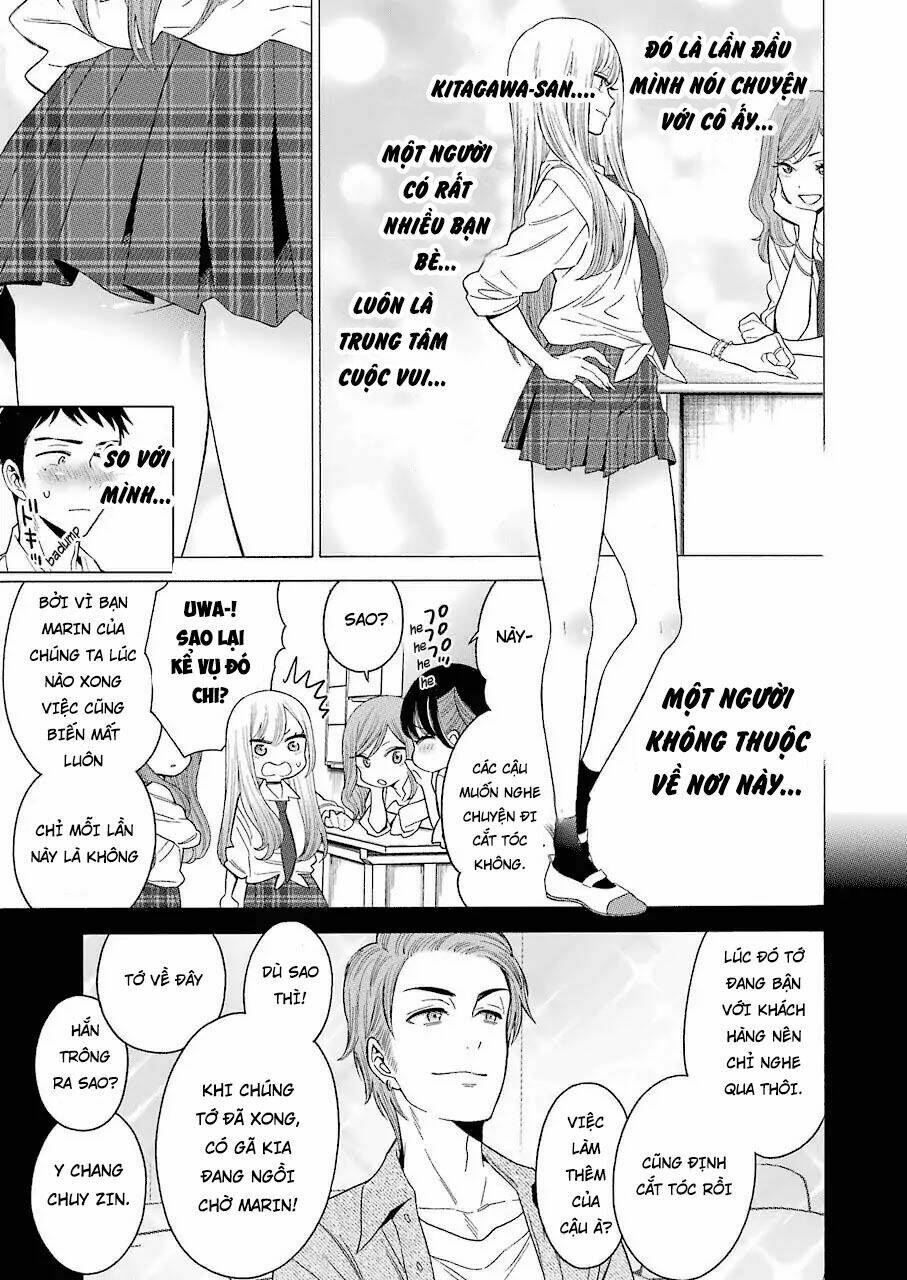 ĐÓ LÀ LẦN ĐẦU
MÌNH NÓI CHUYỆN
VỚI CÔ ẤY...
KITAGAWA-SAN....
MỘT NGƯỜI
CÓ RẤT
NHIỀU BẠN
BÈ...
LUÔN LÀ
TRUNG TÂM
CUỘC VUI...
SO VỚI
MÌNH...
ドキ
badump
MỘT NGƯỜI
KHÔNG THUỘC
VỀ NƠI NÀY...
NÀY-
CÁC CẬU
MUỐN NGHE
CHUYỆN ĐI
CẮT TÓC
KHÔNG.
he
he
he
he
SAO?
UWA-!
SAO LẠI
KỂ VỤ ĐÓ
CHI?
BỞI VÌ BẠN
MARIN CỦA
CHÚNG TA LÚC
NÀO XONG
VIỆC CŨNG
BIẾN MẤT
LUÔN
CHỈ MỖI LẦN
NÀY LÀ KHÔNG
LÚC ĐÓ TỚ
ĐANG BẬN
VỚI KHÁCH
HÀNG NÊN
CHỈ NGHE
QUA THÔI.
CŨNG ĐỊNH
CẮT TÓC RỒI
VIỆC
LÀM
THÊM
CỦA
CẬU À?
DÙ SAO
THÌ!
KHI CHÚNG
TỚ ĐÃ XONG,
CÓ GÃ KIA
ĐANG NGỒI
CHỜ MARIN!
TỚ VỀ ĐÂY
HẮN
TRÔNG
RA SAO?
Y CHANG
CHUY ZIN.